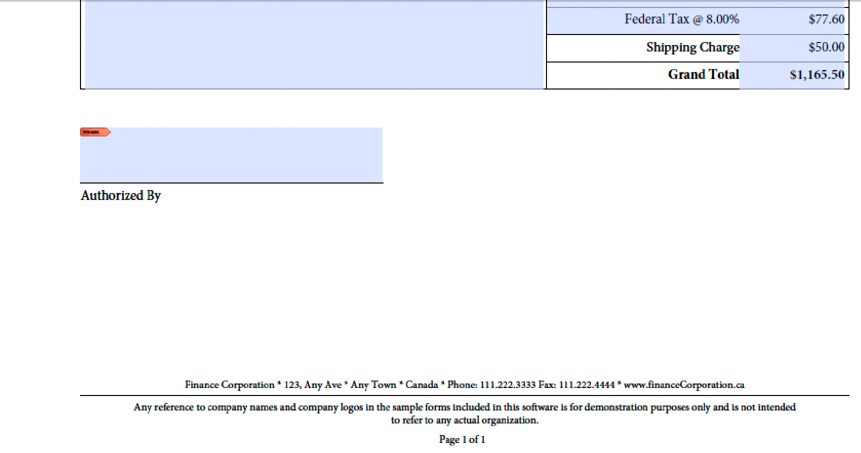 Federal Tax @ 8.00% $77.60
Shipping Charge $50.00
Grand Total $1,165.50
Authorized By
Finance Corporation * 123, Any Ave * Any Town * Canada * Phone: 111.222.3333 Fax: 111.222.4444 * www.financeCorporation.ca
Any reference to company names and company logos in the sample forms included in this software is for demonstration purposes only and is not intended
to refer to any actual organization.
Page 1 of 1